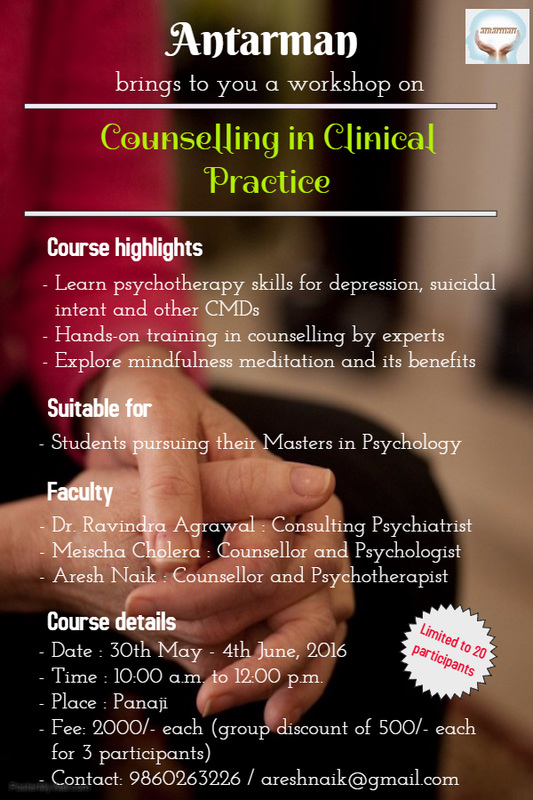 Antarman
antarman
brings to you a workshop on
Counselling in Clinical
Practice
Course highlights
- Learn psychotherapy skills for depression, suicidal
intent and other CMDs
- Hands-on training in counselling by experts
- Explore mindfulness meditation and its benefits
Suitable for
- Students pursuing their Masters in Psychology
Faculty
- Dr. Ravindra Agrawal : Consulting Psychiatrist
- Meischa Cholera : Counsellor and Psychologist
- Aresh Naik : Counsellor and Psychotherapist
Course details
- Date : 30th May - 4th June, 2016
- Time : 10:00 a.m. to 12:00 p.m.
- Place : Panaji
- Fee: 2000/- each (group discount of 500/- each
for 3 participants)
- Contact: 9860263226 / areshnaik@gmail.com
Limited to 20
participants